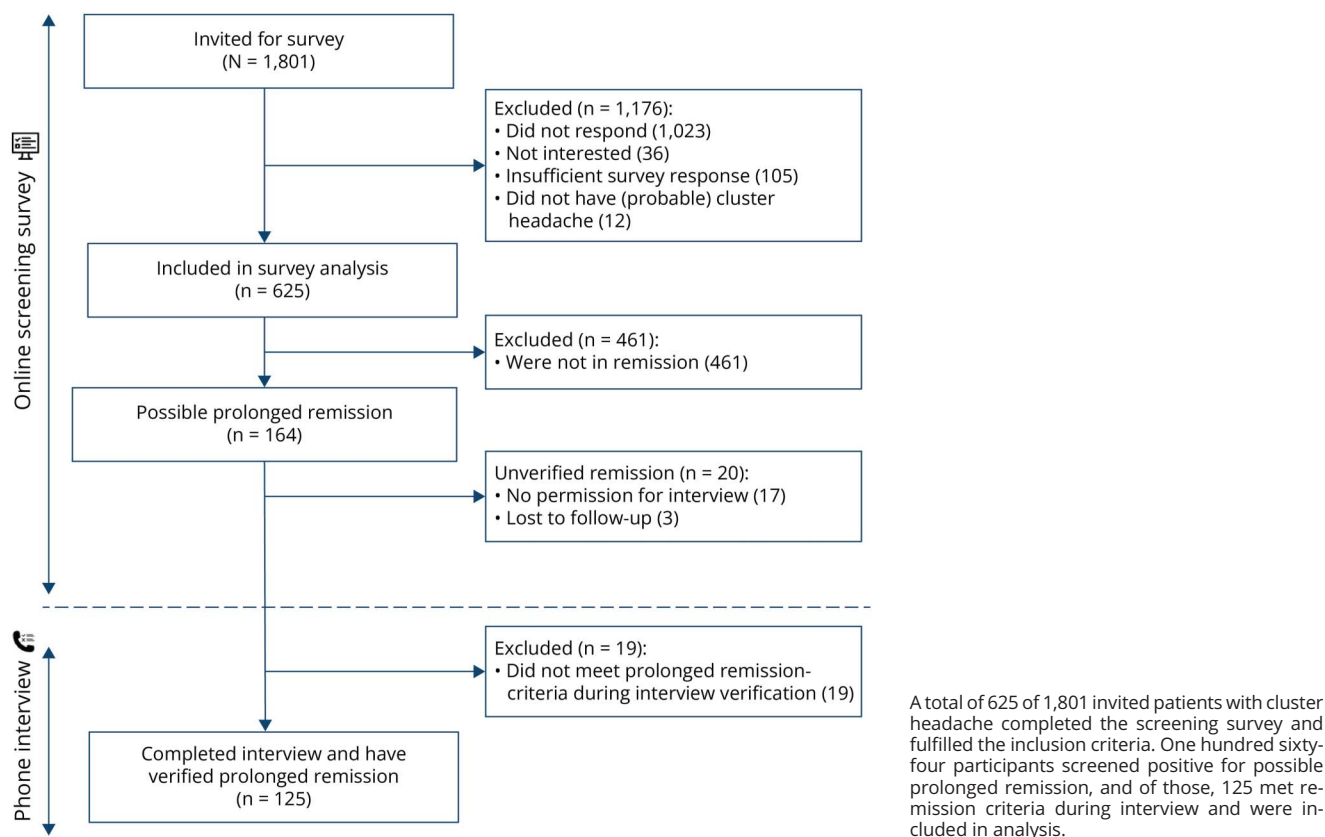 Online screening survey
Invited for survey
(N = 1,801)
Excluded (n = 1,176):
• Did not respond (1,023)
• Not interested (36)
• Insufficient survey response (105)
• Did not have (probable) cluster
headache (12)
Included in survey analysis
(n = 625)
Excluded (n = 461):
• Were not in remission (461)
Possible prolonged remission
(n = 164)
Unverified remission (n = 20):
• No permission for interview (17)
• Lost to follow-up (3)
Phone interview
Excluded (n = 19):
• Did not meet prolonged remission-
criteria during interview verification (19)
Completed interview and have
verified prolonged remission
(n = 125)
A total of 625 of 1,801 invited patients with cluster
headache completed the screening survey and
fulfilled the inclusion criteria. One hundred sixty-
four participants screened positive for possible
prolonged remission, and of those, 125 met re-
mission criteria during interview and were in-
cluded in analysis.